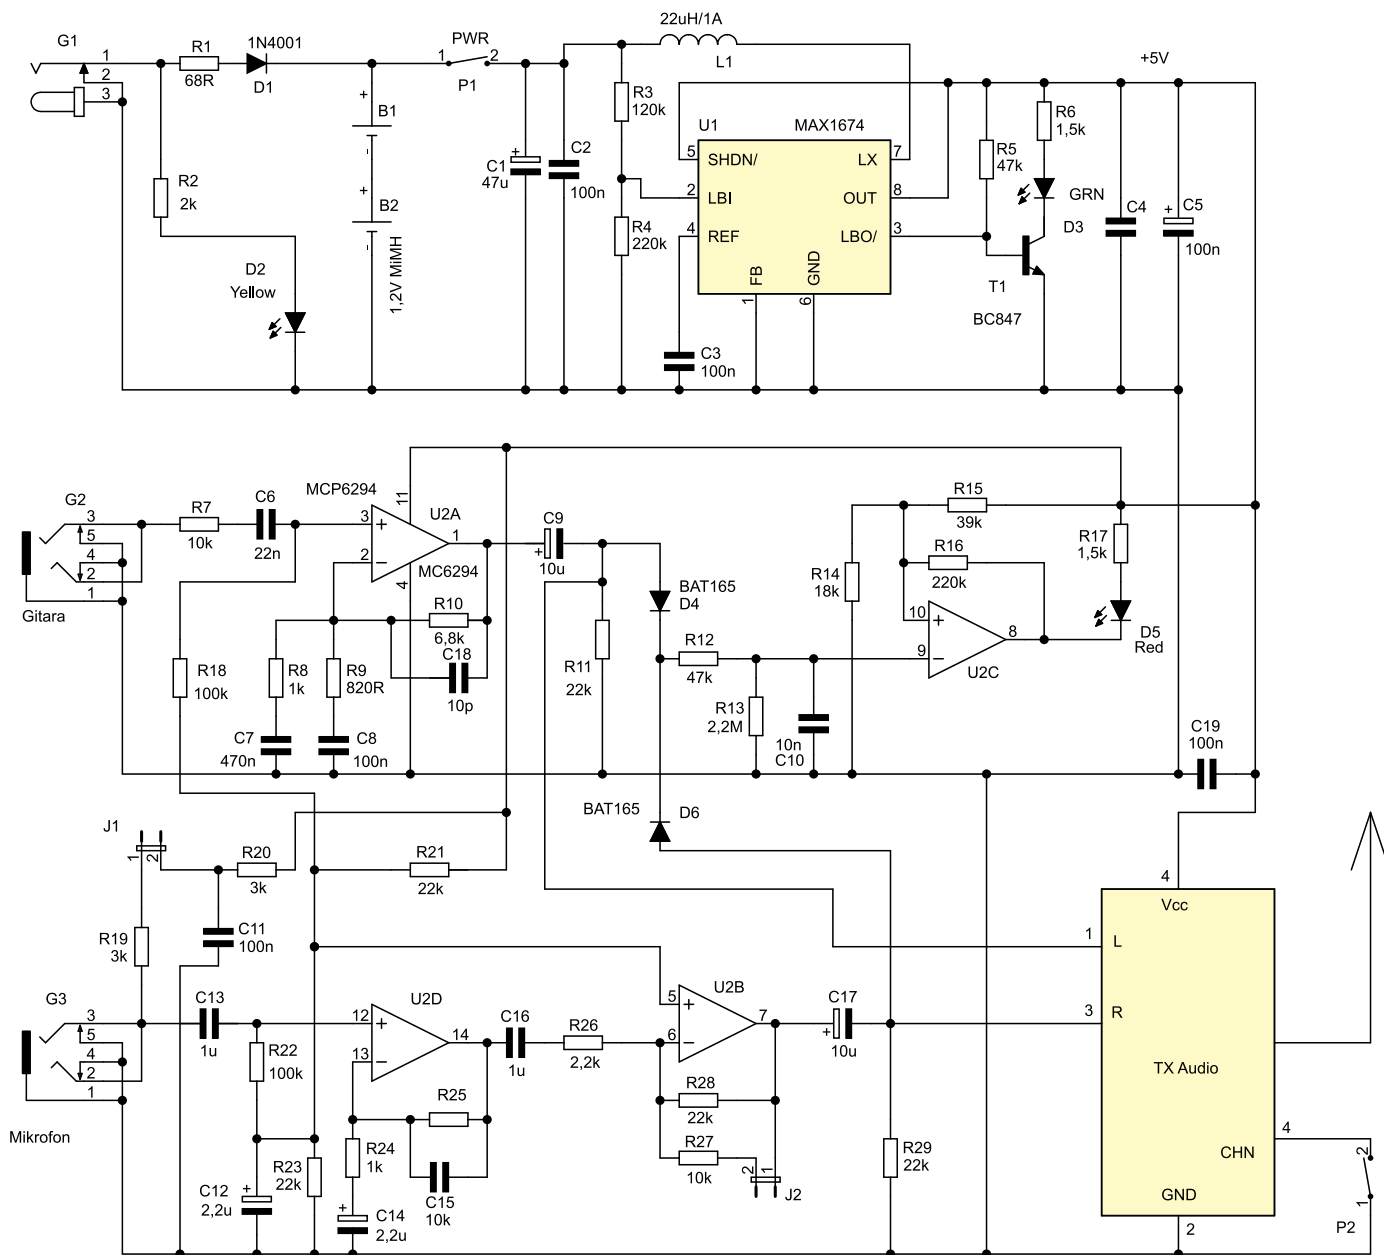 22uH/1A
L1
G1
1
2
3
R1
68R
1N4001
D1
PWR
1
2
P1
+5V
R2
2k
D2
Yellow
+
B1
-
+
B2
-
1,2V MiMH
+
C1
47u
C2
100n
R3
120k
R4
220k
U1
MAX1674
5
SHDN/
LX
7
2
LBI
OUT
8
4
REF
LBO/
3
FB
GND
1
6
C3
100n
R5
47k
R6
1,5k
GRN
D3
T1
BC847
C4
+
C5
100n
G2
3
5
4
2
1
Gitara
R7
10k
C6
22n
MCP6294
11
3
+
2
−
U2A
1
MC6294
4
C9
+
10u
R10
6,8k
C18
10p
R18
100k
R8
1k
R9
820R
C7
470n
C8
100n
R11
22k
BAT165
D4
R12
47k
R13
2,2M
10n
C10
R14
18k
R15
39k
R16
220k
10
+
9
−
8
U2C
R17
1,5k
D5
Red
C19
100n
BAT165
D6
J1
1
2
R20
3k
R21
22k
R19
3k
C11
100n
G3
3
5
4
2
1
Mikrofon
C13
1u
R22
100k
+
C12
2,2u
R23
22k
U2D
12
+
13
−
14
R24
1k
R25
C15
10k
+
C14
2,2u
C16
1u
R26
2,2k
U2B
5
+
6
−
7
R28
22k
R27
10k
2
1
J2
C17
+
10u
R29
22k
4
Vcc
1
L
3
R
TX Audio
4
CHN
GND
2
2
1
P2